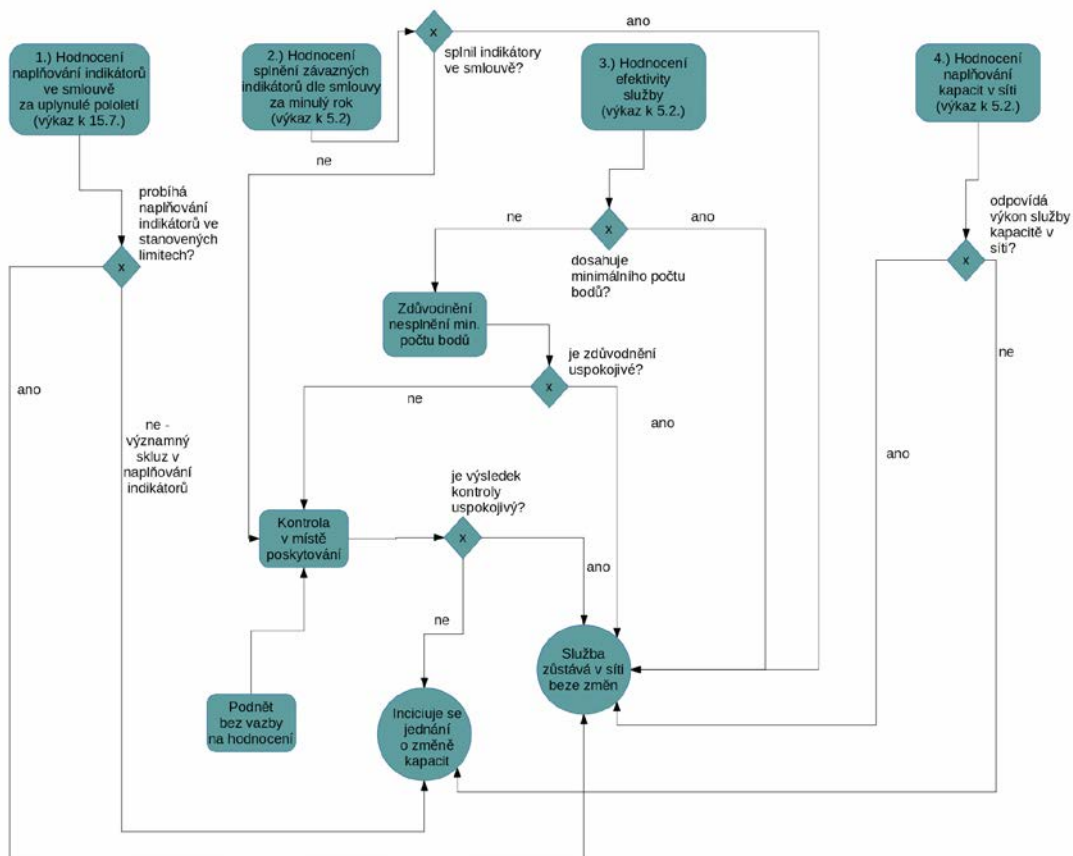 1.) Hodnocení
naplňování indikátorů
ve smlouvě
za uplynulé pololetí
(výkaz k 15.7.)
2.) Hodnocení
splnění závazných
indikátorů dle smlouvy
za minulý rok
(výkaz k 5.2)
x
splnil indikátory
ve smlouvě?
ano
3.) Hodnocení
efektivity
služby
(výkaz k 5.2.)
4.) Hodnocení
naplňování
kapacit v síti
(výkaz k 5.2.)
ne
probíhá
naplňování
indikátorů ve
stanovených
limitech?
x
ne
x
ano
dosahuje
minimálního počtu
bodů?
odpovídá
výkon služby
kapacitě v
síti?
x
Zdůvodnění
nesplnění min.
počtu bodů
je zdůvodnění
uspokojivé?
x
ne
ano
ne
ano
ne -
významný
skluz v
naplňování
indikátorů
ano
je výsledek
kontroly
uspokojivý?
Kontrola
v místě
poskytování
x
ano
ne
Služba
zůstává v síti
beze změn
Podnět
bez vazby
na hodnocení
Iniciuje se
jednání
o změně
kapacit